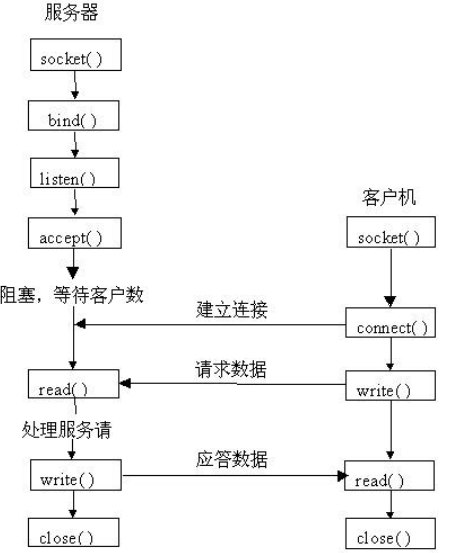 服务器
socket()
bind()
listen()
accept()
阻塞，等待客户数
read()
处理服务请
write()
close()
客户机
socket()
建立连接
connect()
请求数据
write()
应答数据
read()
close()